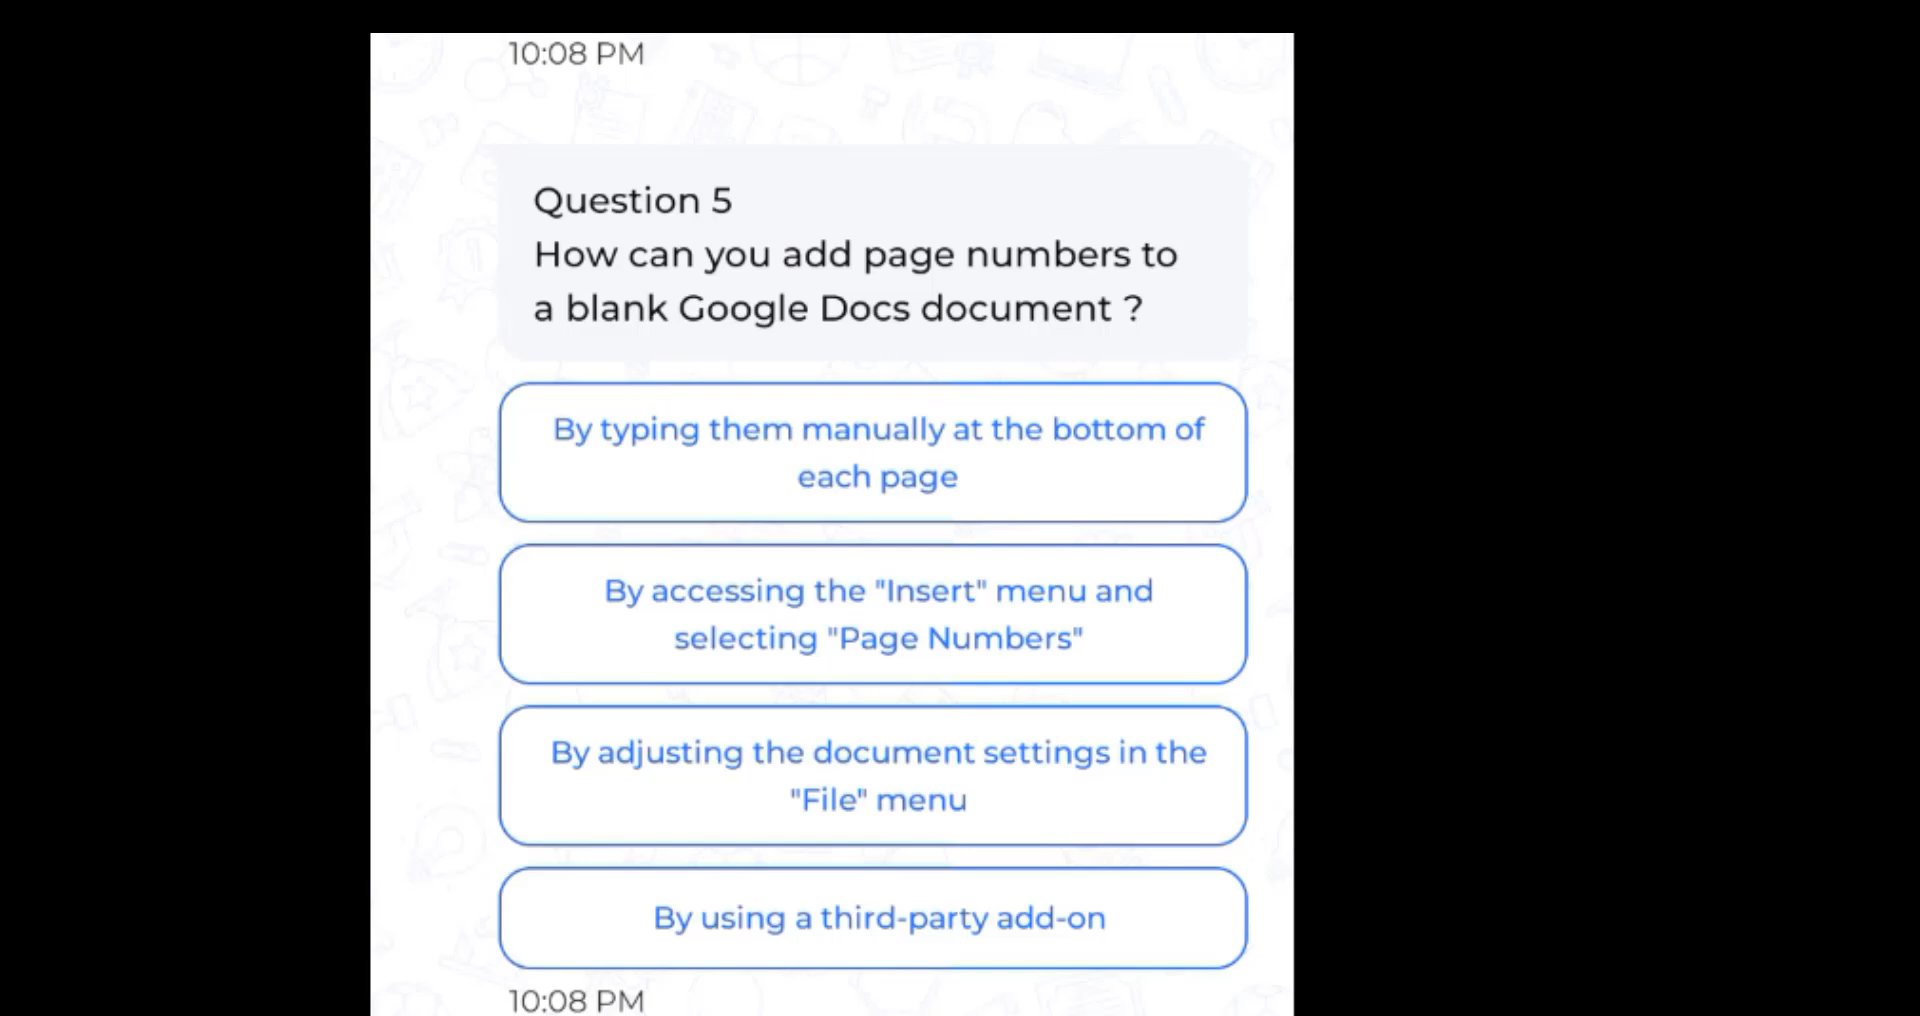 10:08 PM
Question 5
How can you add page numbers to
a blank Google Docs document ?
By typing them manually at the bottom of
each page
By accessing the "Insert" menu and
selecting "Page Numbers"
By adjusting the document settings in the
"File" menu
By using a third-party add-on
10:08 PM